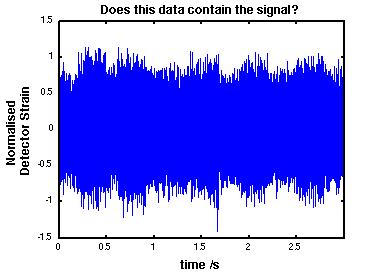 Does this data contain the signal?
1.5
1
0.5
0
-0.5
-1
-1.5
Normalised
Detector Strain
0 0.5 1 1.5 2 2.5
time /s